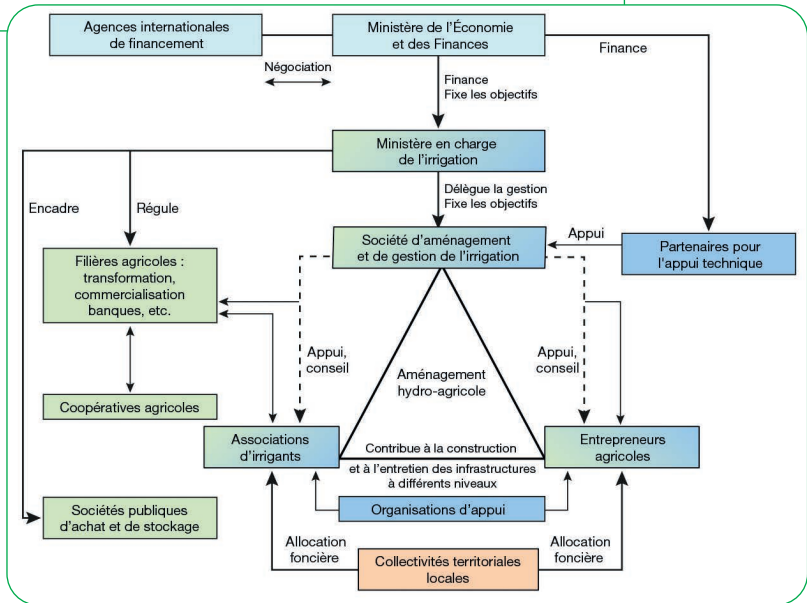 Agences internationales
de financement
Ministère de l'Économie
et des Finances
Négociation
Finance
Finance
Fixe les objectifs
Ministère en charge
de l'irrigation
Encadre
Régule
Délègue la gestion
Fixe les objectifs
Filières agricoles :
transformation,
commercialisation
banques, etc.
Société d'aménagement
et de gestion de l'irrigation
Appui
Partenaires pour
l'appui technique
Appui,
conseil
Aménagement
hydro-agricole
Appui,
conseil
Coopératives agricoles
Associations
d'irrigants
Contribue à la construction
et à l'entretien des infrastructures
à différents niveaux
Entrepreneurs
agricoles
Sociétés publiques
d'achat et de stockage
Organisations d'appui
Allocation
foncière
Collectivités territoriales
locales
Allocation
foncière